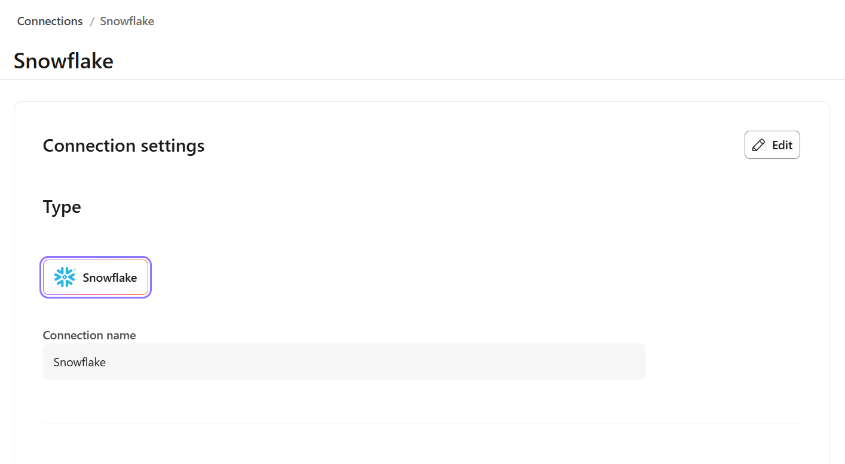 Connections / Snowflake
Snowflake
Connection settings
Edit
Type
Snowflake
Connection name
Snowflake